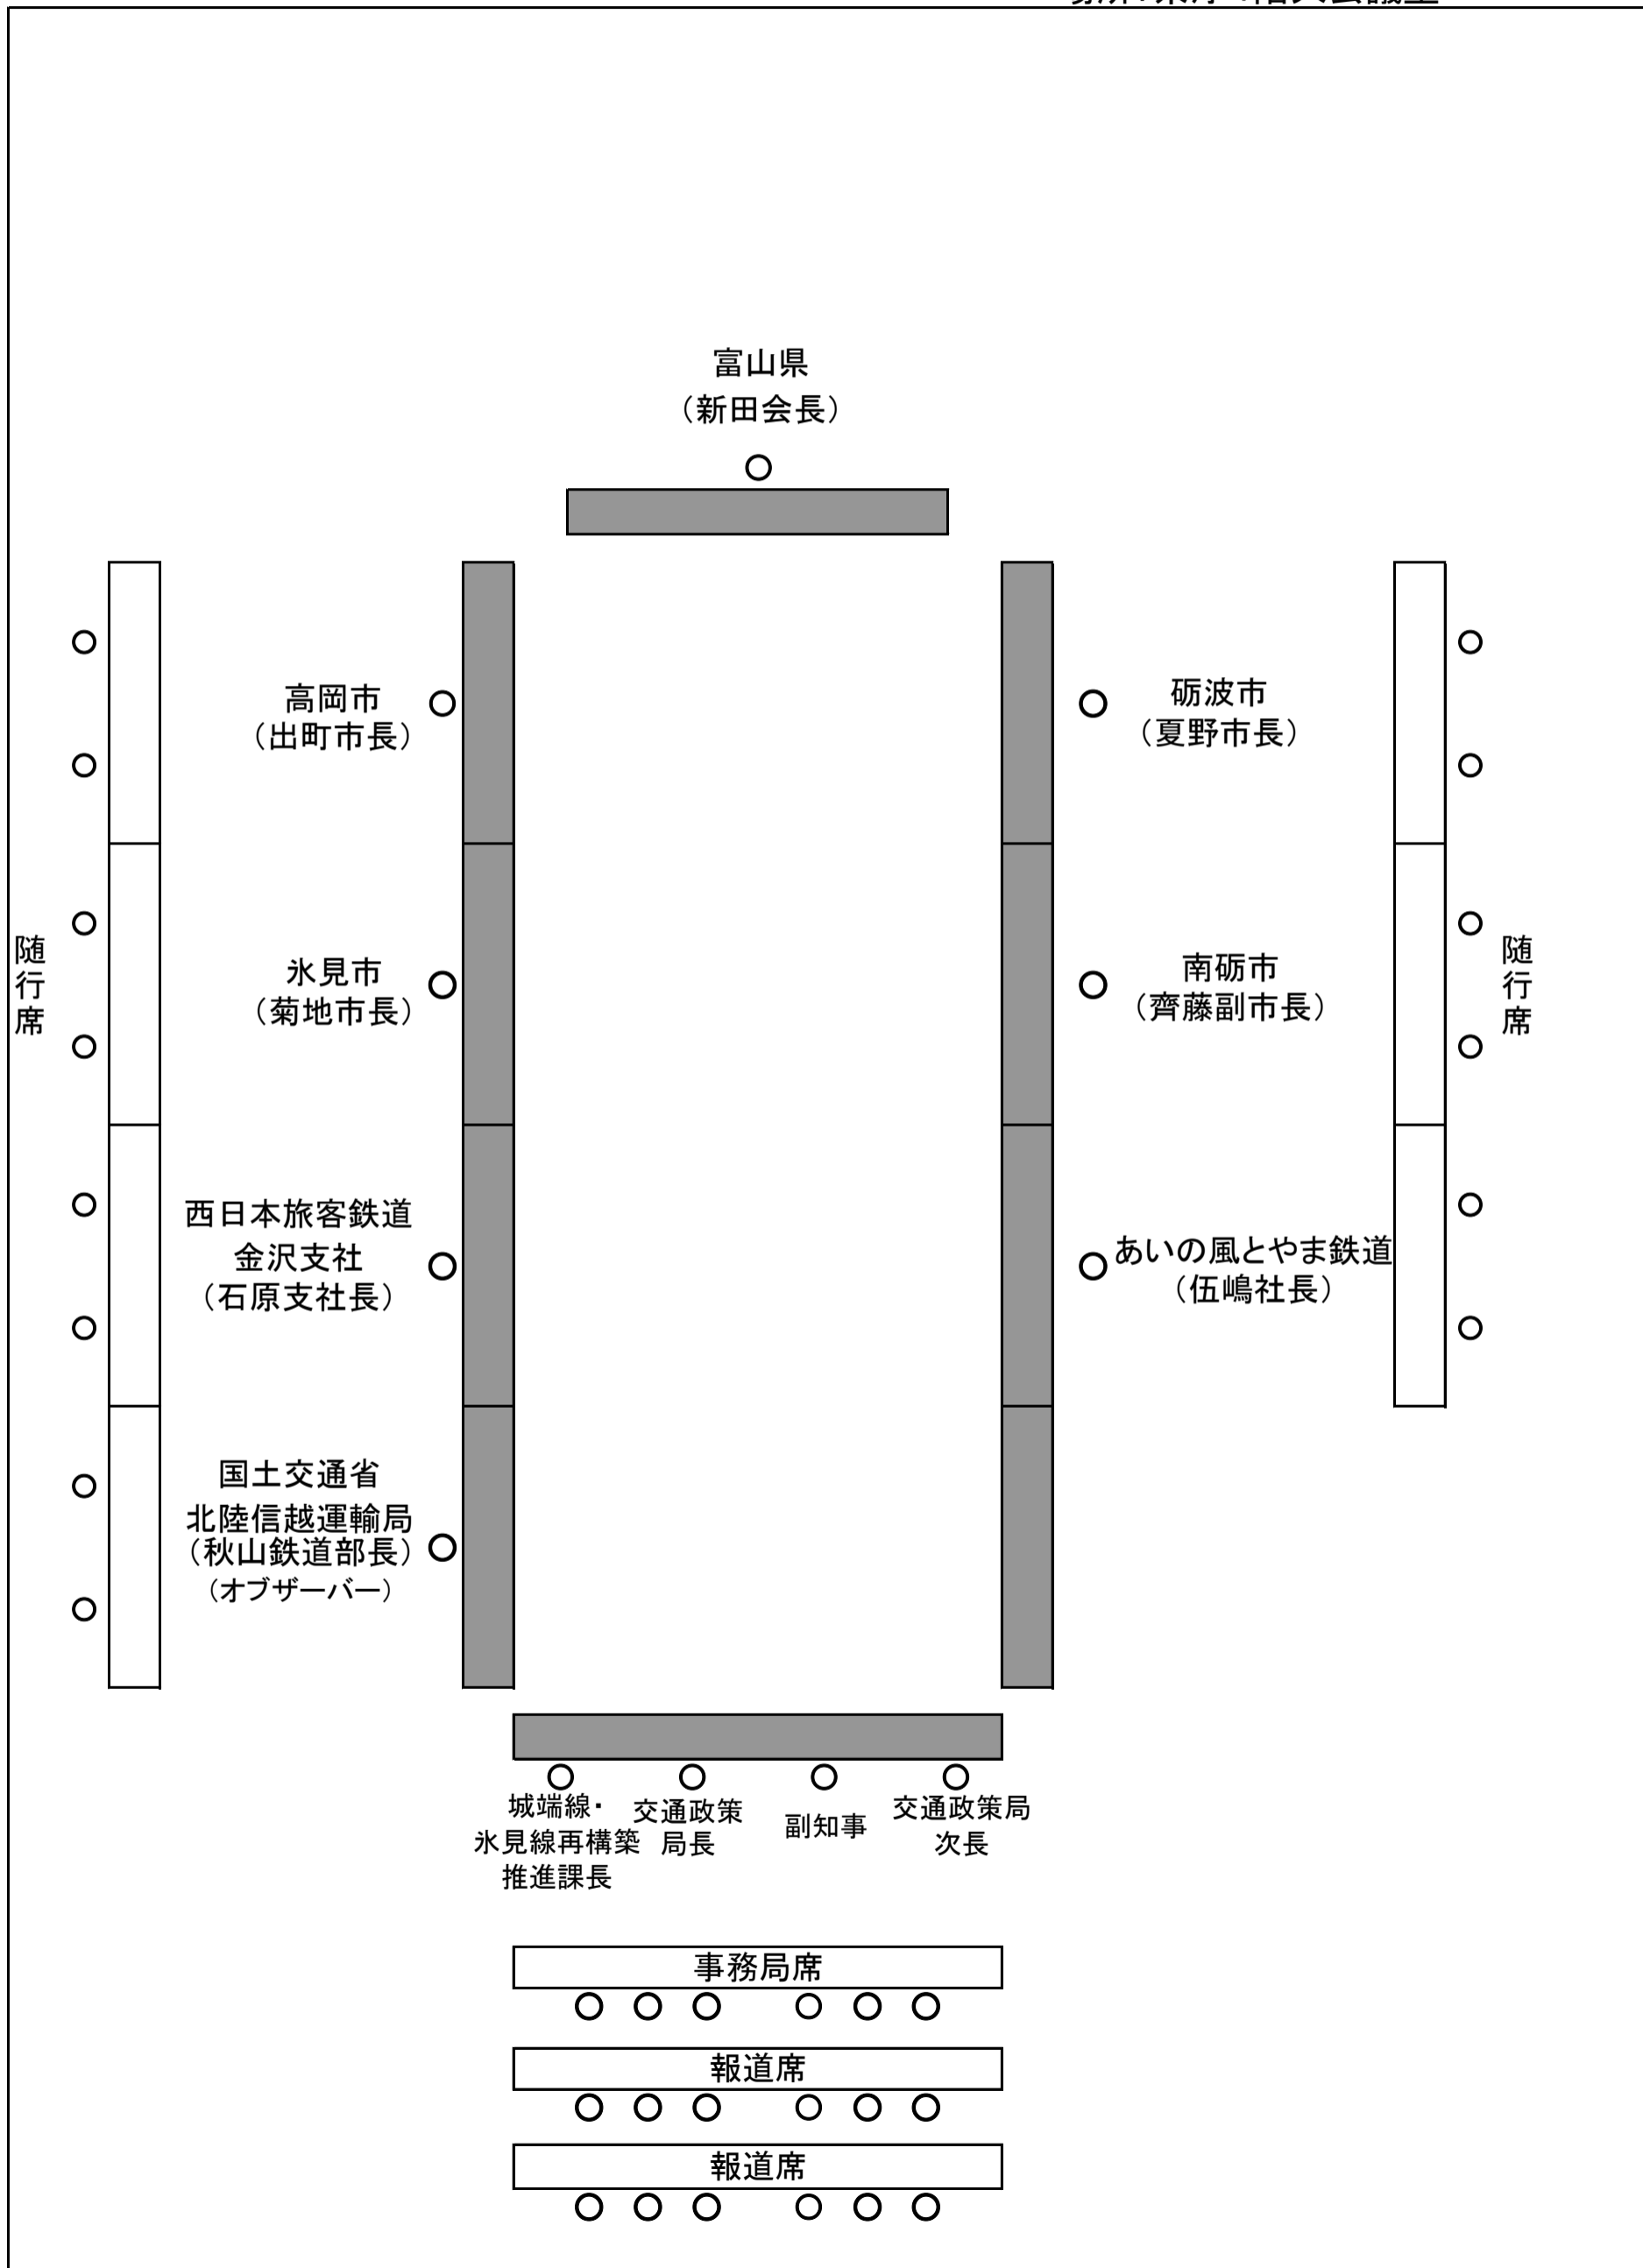 富山県
（新田会長）
高岡市
（出町市長）
砺波市
（夏野市長）
随行席
氷見市
（菊地市長）
南砺市
（齊藤副市長）
随行席
西日本旅客鉄道
金沢支社
（石原支社長）
あいの風とやま鉄道
（伍嶋社長）
国土交通省
北陸信越運輸局
（秋山鉄道部長）
（オブザーバー）
城端線・
氷見線再構築
推進課長
交通政策
局長
副知事
交通政策局
次長
事務局席
報道席
報道席